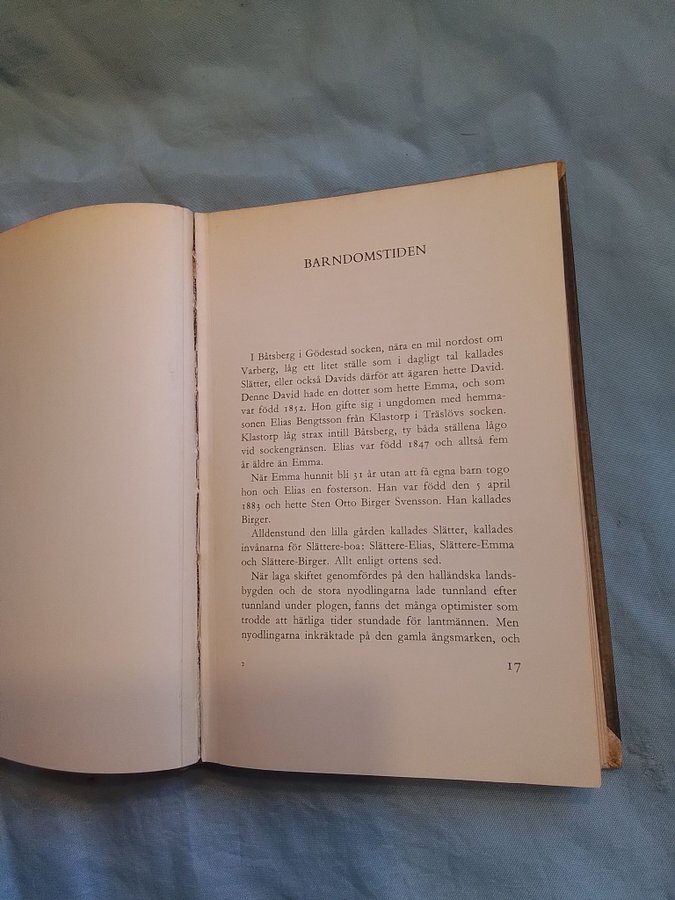 BARNDOMSTIDEN
I Båtsberg i Gödestad socken, nära en mil nordost om
Varberg, låg ett litet ställe som i dagligt tal kallades
Slätter, eller också Davids därför att ägaren hette David.
Denne David hade en dotter som hette Emma, och som
var född 1852. Hon gifte sig i ungdomen med hemma-
sonen Elias Bengtsson från Klastorp i Träslövs socken.
Klastorp låg strax intill Båtsberg, ty båda ställena lågo
vid sockengränsen. Elias var född 1847 och alltså fem
år äldre än Emma.
När Emma hunnit bli 31 år utan att få egna barn togo
hon och Elias en fosterson. Han var född den 5 april
1883 och hette Sten Otto Birger Svensson. Han kallades
Birger.
Alldenstund den lilla gården kallades Slätter, kallades
invånarna för Slättere-boa: Slättere-Elias, Slättere-Emma
och Slättere-Birger. Allt enligt ortens sed.
När laga skiftet genomfördes på den halländska lands-
bygden och de stora nyodlingarna lade tunnland efter
tunnland under plogen, fanns det många optimister som
trodde att härliga tider stundade för lantmännen. Men
nyodlingarna inkräktade på den gamla ängsmarken, och
2
17